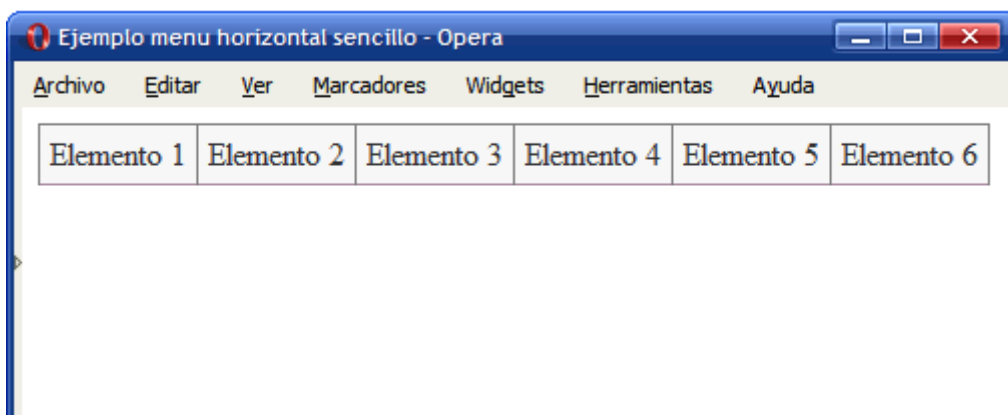 Ejemplo menu horizontal sencillo - Opera
Archivo Editar Ver Marcadores Widgets Herramientas Ayuda
Elemento 1 Elemento 2 Elemento 3 Elemento 4 Elemento 5 Elemento 6